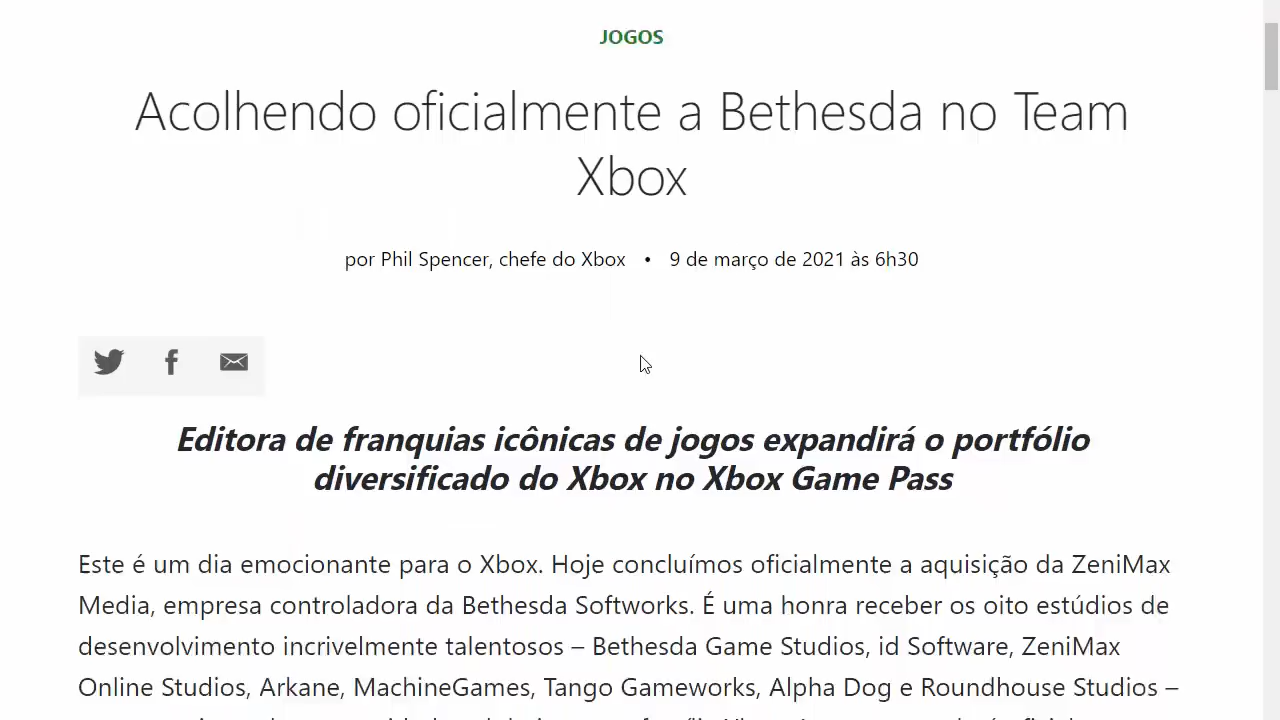 JOGOS
Acolhendo oficialmente a Bethesda no Team
Xbox
por Phil Spencer, chefe do Xbox • 9 de março de 2021 às 6h30
Editora de franquias icônicas de jogos expandirá o portfólio
diversificado do Xbox no Xbox Game Pass
Este é um dia emocionante para o Xbox. Hoje concluímos oficialmente a aquisição da ZeniMax
Media, empresa controladora da Bethesda Softworks. É uma honra receber os oito estúdios de
desenvolvimento incrivelmente talentosos – Bethesda Game Studios, id Software, ZeniMax
Online Studios, Arkane, MachineGames, Tango Gameworks, Alpha Dog e Roundhouse Studios –